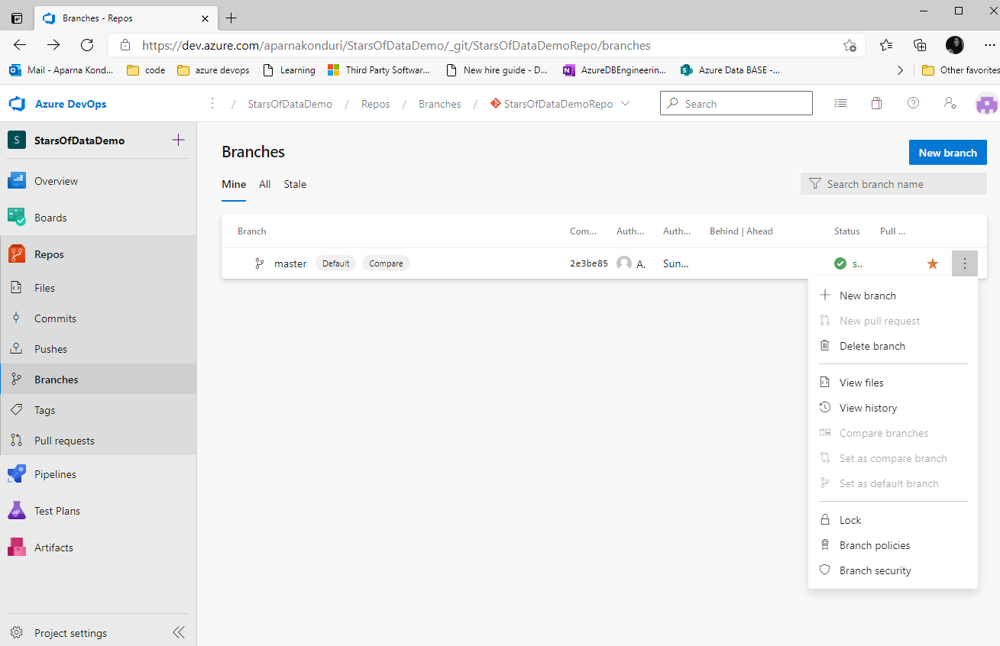 Branches - Repos
https://dev.azure.com/aparnakonduri/StarsOfDataDemo/_git/StarsOfDataDemoRepo/branches
Mail - Aparna Kond... code azure devops Learning Third Party Softwar... New hire guide - D... AzureDBEngineerin... Azure Data BASE -... Other favorites
Azure DevOps / StarsOfDataDemo / Repos / Branches / StarsOfDataDemoRepo Search
S StarsOfDataDemo
Overview
Boards
Repos
Files
Commits
Pushes
Branches
Tags
Pull requests
Pipelines
Test Plans
Artifacts
Project settings
Branches
New branch
Mine All Stale
Search branch name
Branch Com... Auth... Auth... Behind | Ahead Status Pull ...
master Default Compare 2e3be85 A. Sun... s..
New branch
New pull request
Delete branch
View files
View history
Compare branches
Set as compare branch
Set as default branch
Lock
Branch policies
Branch security